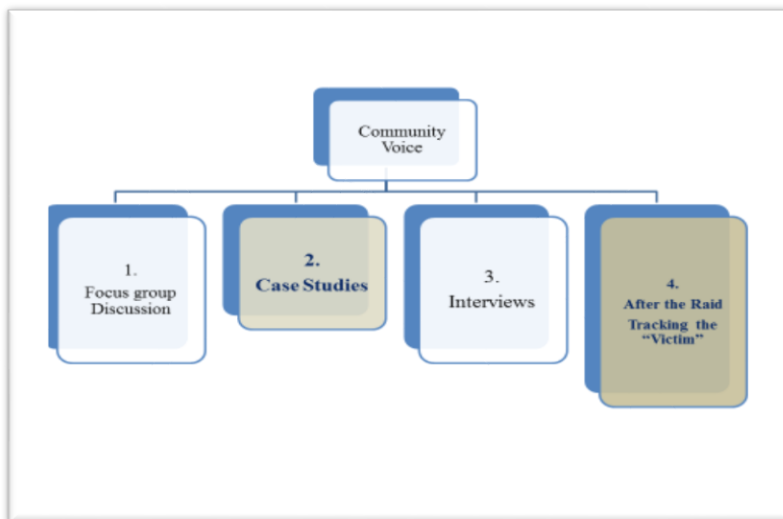 Community
Voice
1.
Focus group
Discussion
2.
Case Studies
3.
Interviews
4.
After the Raid
Tracking the
“Victim”